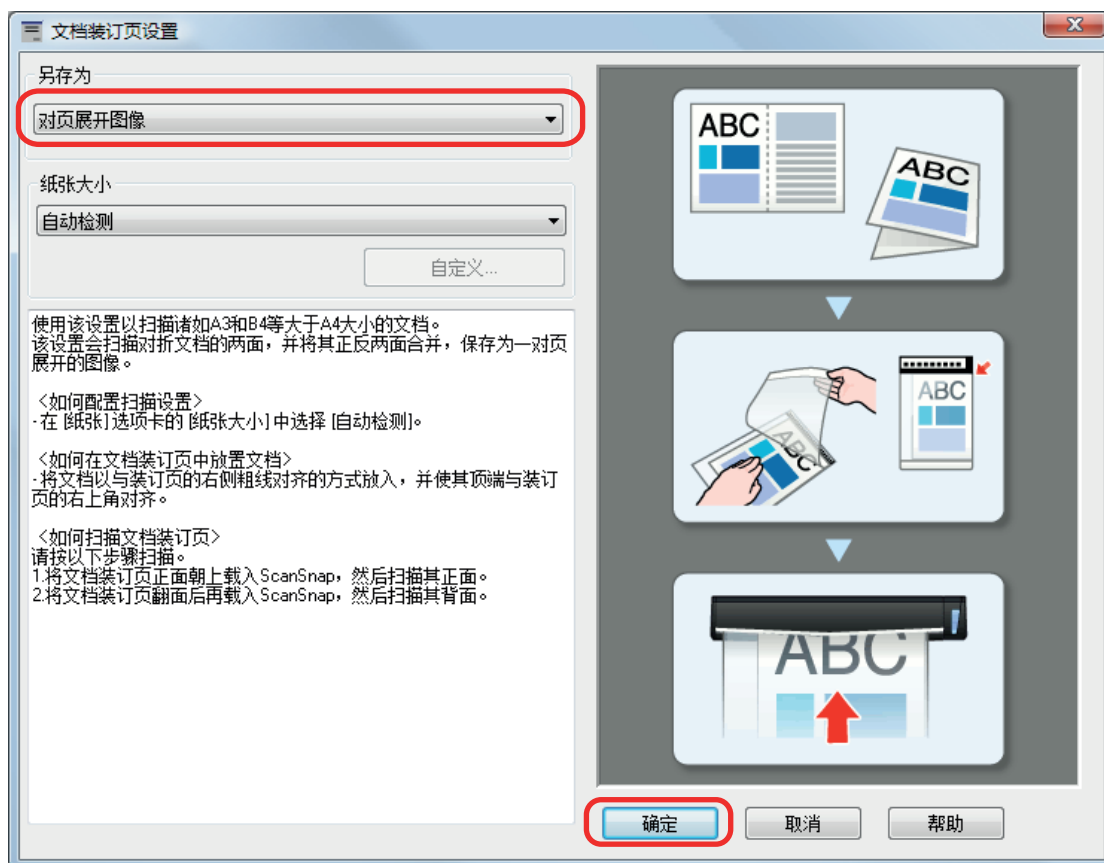 文档装订页设置
另存为
对页展开图像
纸张大小
自动检测
自定义...
使用该设置以扫描诸如A3和B4等大于A4大小的文档。
该设置会扫描对折文档的两面，并将其正反两面合并，保存为一对页
展开的图像。
<如何配置扫描设置>
-在 [纸张] 选项卡的 [纸张大小] 中选择 [自动检测]。
<如何在文档装订页中放置文档>
-将文档以与装订页的右侧粗线对齐的方式放入，并使其顶端与装订
页的右上角对齐。
<如何扫描文档装订页>
请按以下步骤扫描。
1.将文档装订页正面朝上载入ScanSnap，然后扫描其正面。
2.将文档装订页翻面后再载入ScanSnap，然后扫描其背面。
ABC
ABC
ABC
ABC
ABC
确定
取消
帮助